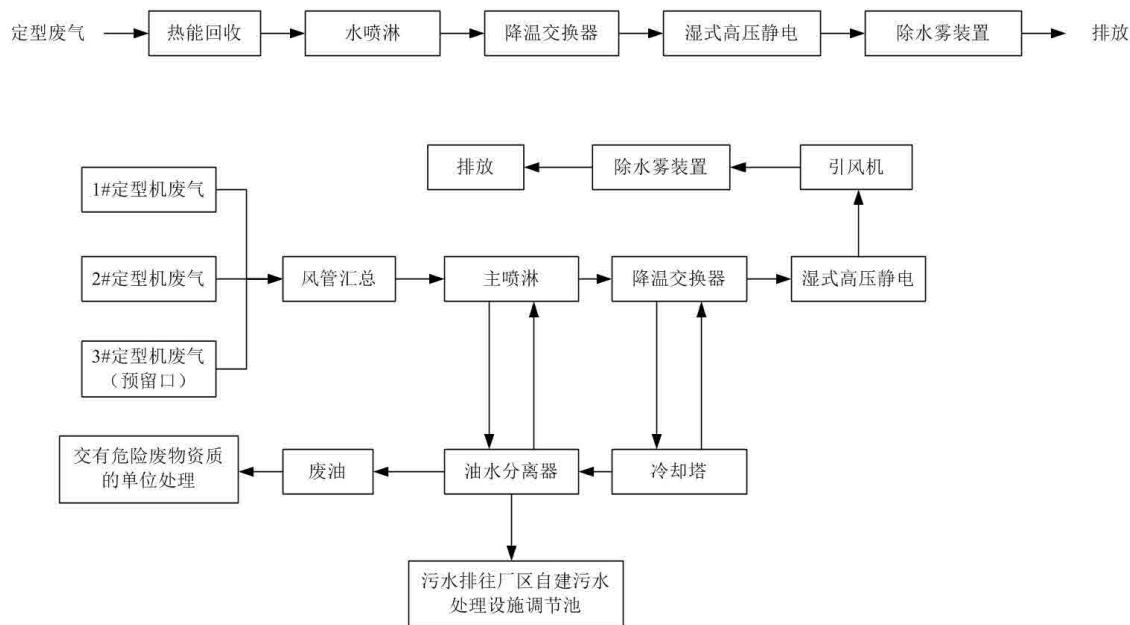 定型废气
热能回收
水喷淋
降温交换器
湿式高压静电
除水雾装置
排放
排放
除水雾装置
引风机
1#定型机废气
2#定型机废气
风管汇总
主喷淋
降温交换器
湿式高压静电
3#定型机废气
（预留口）
交有危险废物资质
的单位处理
废油
油水分离器
冷却塔
污水排往厂区自建污水
处理设施调节池